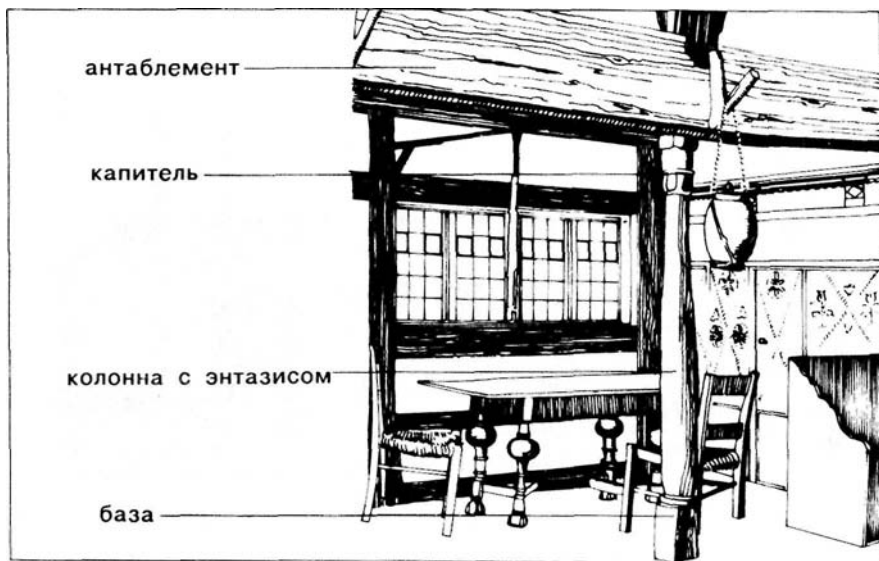 антаблемент
капитель
колонна с энтазисом
база